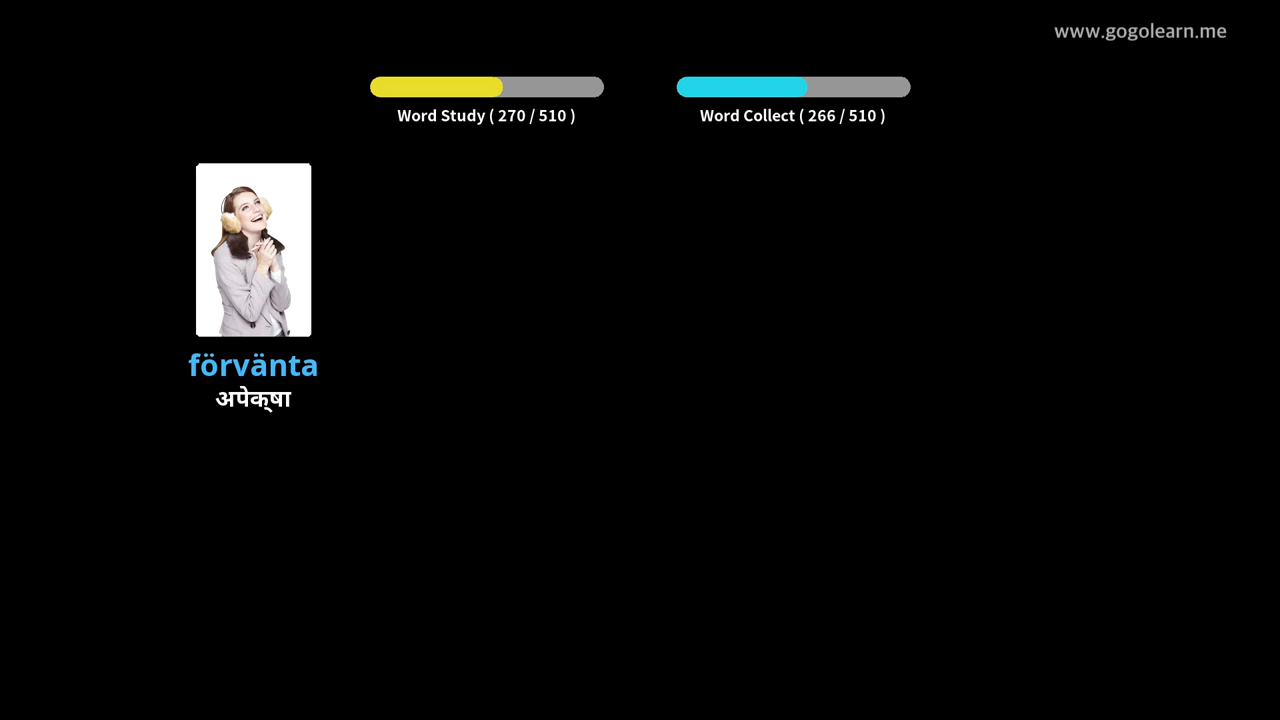 www.gogolearn.me
Word Study ( 270 / 510 )
Word Collect ( 266 / 510 )
förvänta
अपेक्षा